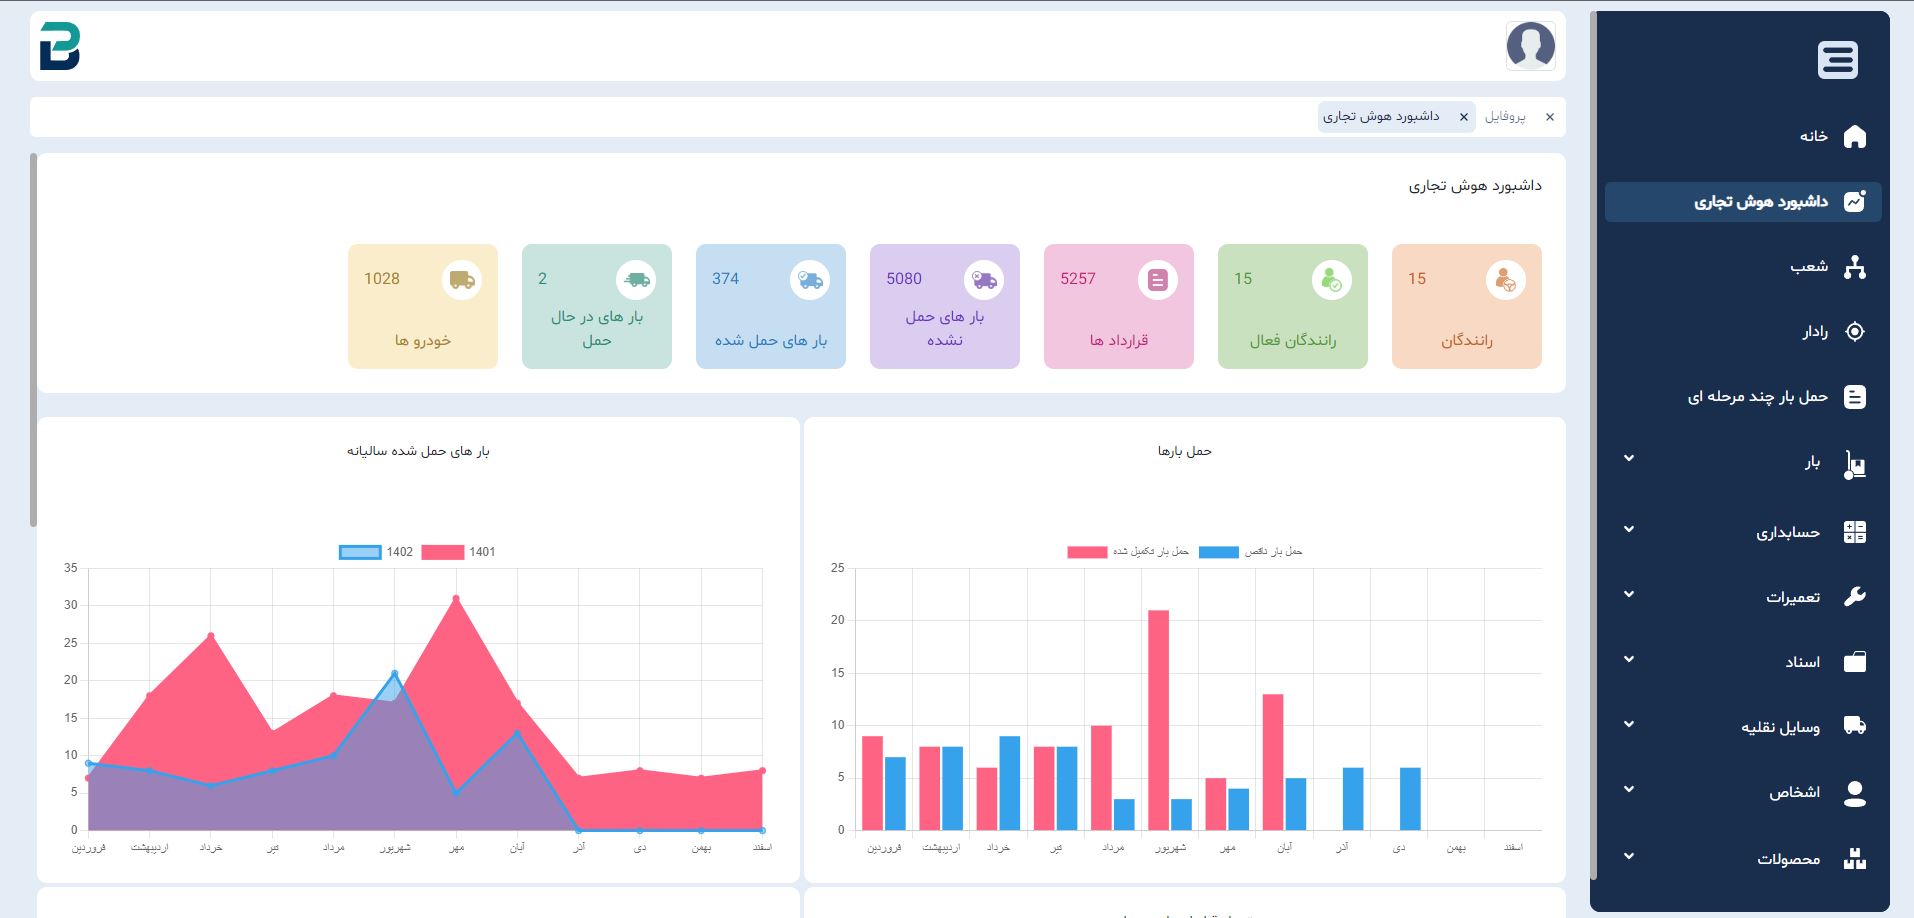 خانه
داشبورد هوش تجاری
شعب
رادار
حمل بار چند مرحله ای
بار
حسابداری
تعمیرات
اسناد
وسایل نقلیه
اشخاص
محصولات
پروفایل
داشبورد هوش تجاری
داشبورد هوش تجاری
15
رانندگان
15
رانندگان فعال
5257
قرارداد ها
5080
بار های حمل
نشده
374
بار های حمل شده
2
بار های در حال
حمل
1028
خودرو ها
حمل بارها
حمل بار تکمیل شده
حمل بار ناقص
25
20
15
10
5
0
فروردین
اردیبهشت
خرداد
تیر
مرداد
شهریور
مهر
آبان
آذر
دی
بهمن
اسفند
بار های حمل شده سالیانه
1402
1401
35
30
25
20
15
10
5
0
فروردین
اردیبهشت
خرداد
تیر
مرداد
شهریور
مهر
آبان
آذر
دی
بهمن
اسفند